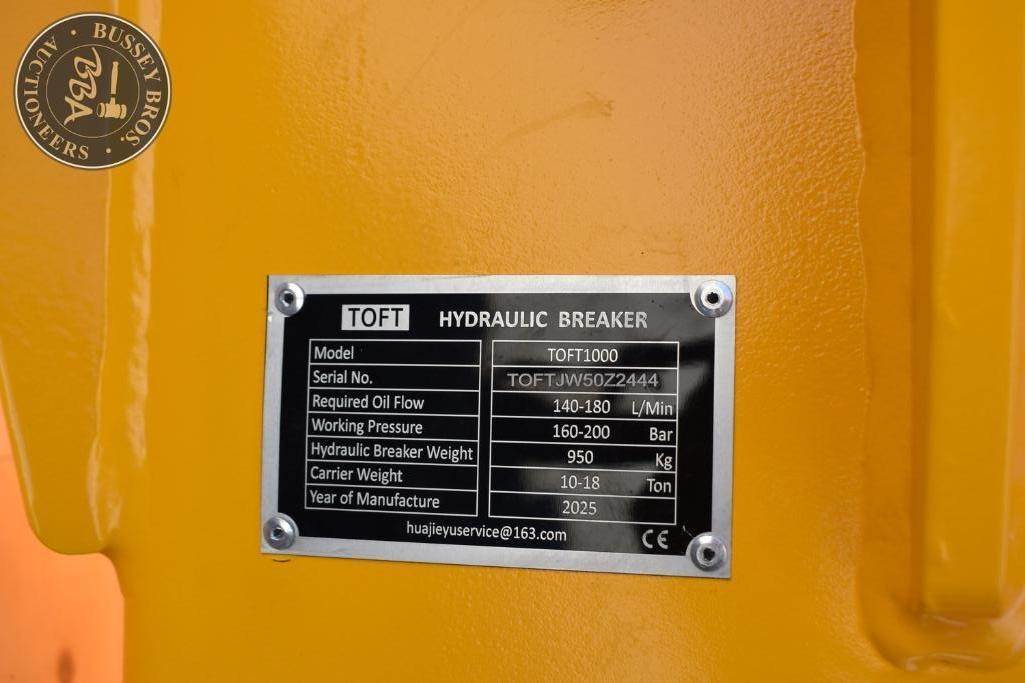 BUSSEY BROS.
AUCTIONEERS
BBA
TOFT HYDRAULIC BREAKER
Model TOFT1000
Serial No. TOFTJW50Z2444
Required Oil Flow 140-180 L/Min
Working Pressure 160-200 Bar
Hydraulic Breaker Weight 950 Kg
Carrier Weight 10-18 Ton
Year of Manufacture 2025
huajieyuservice@163.com CE